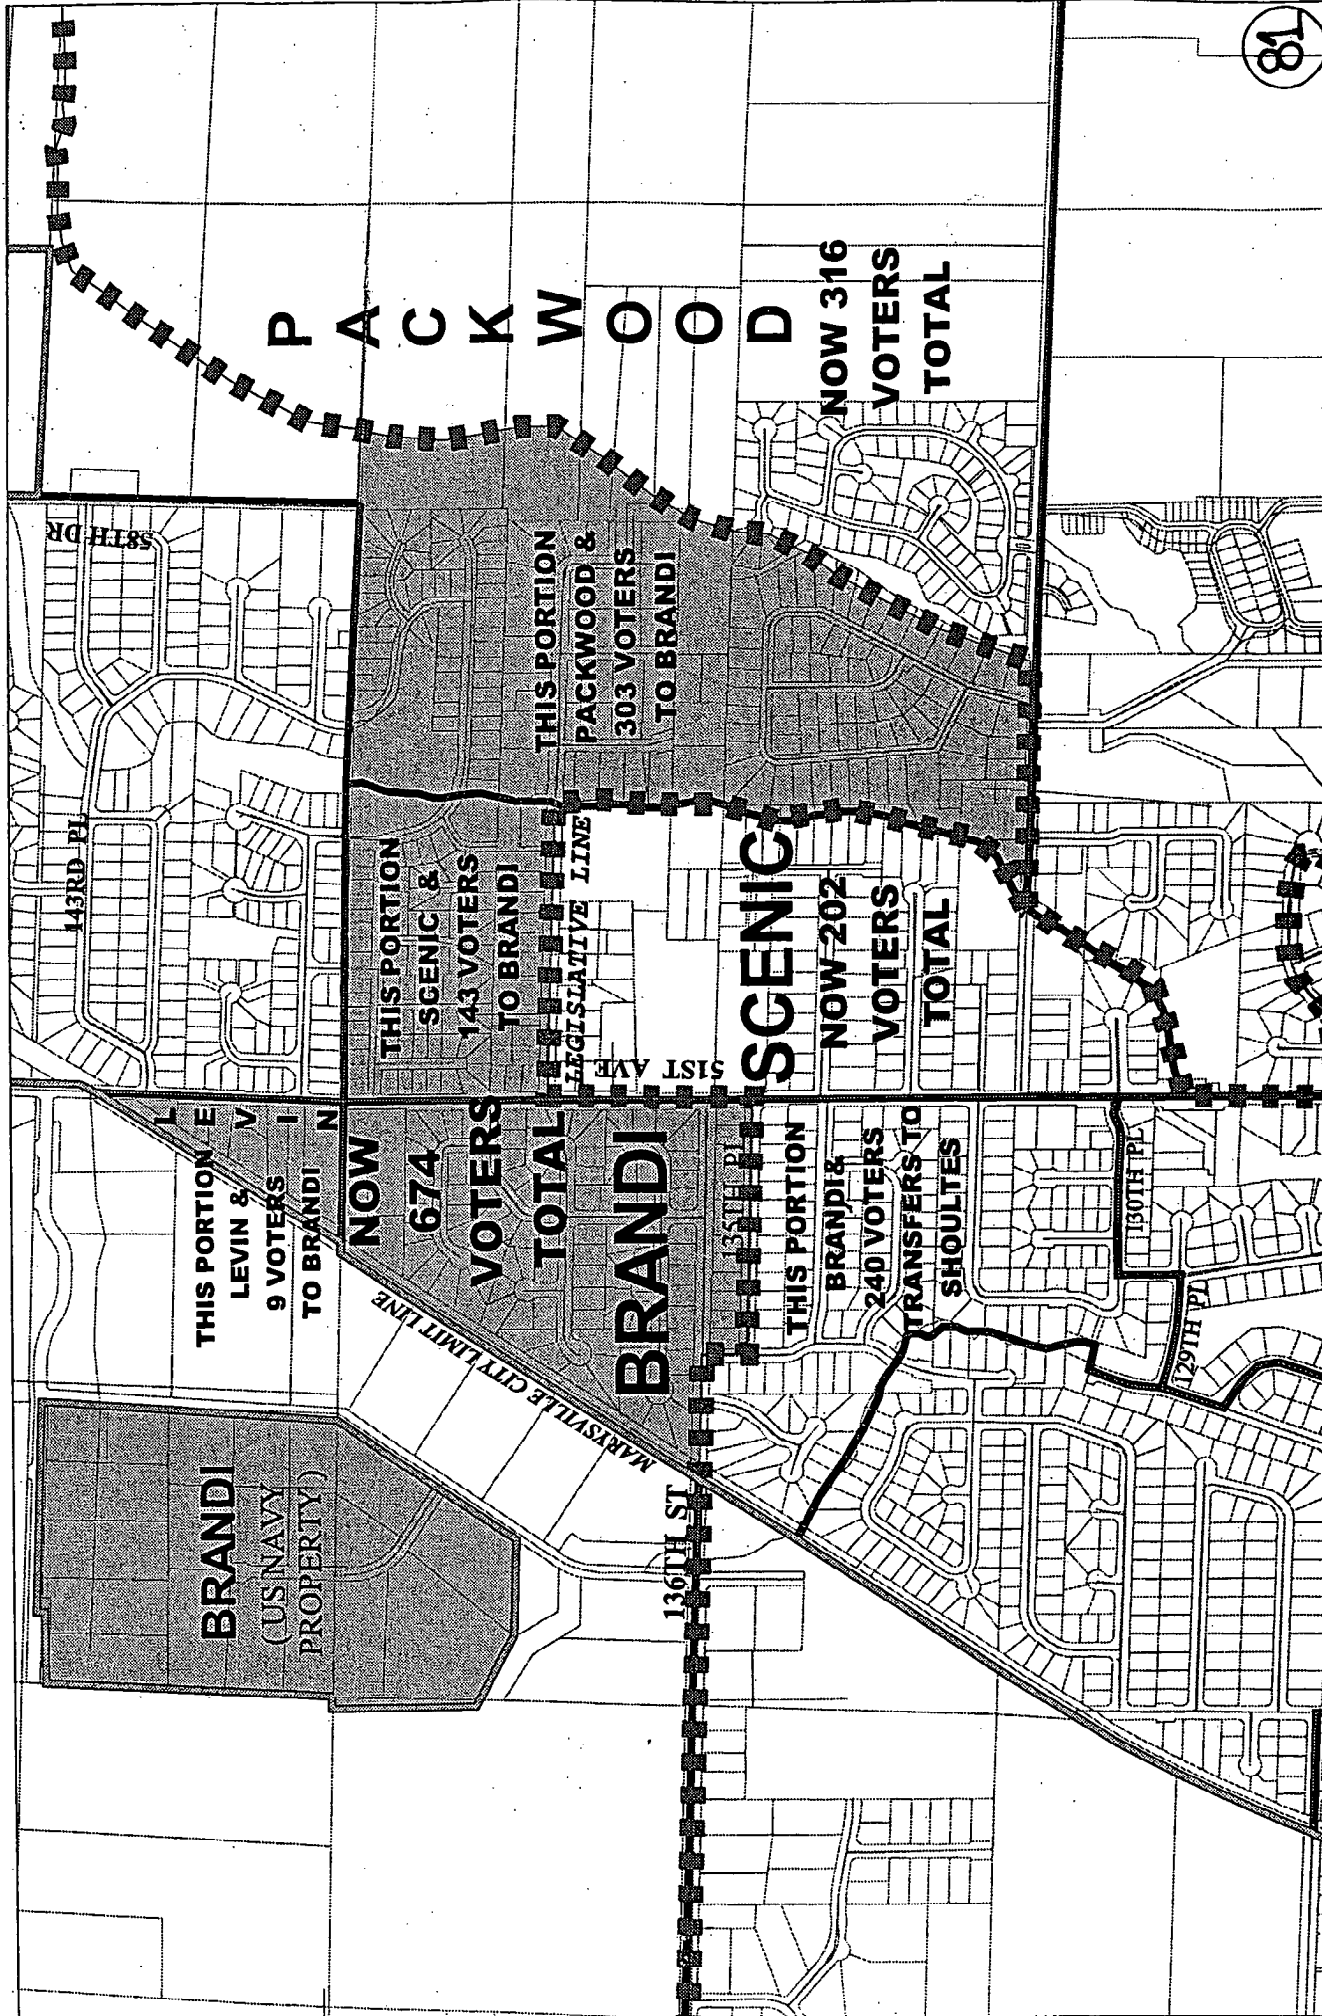 81
58TH DR
143RD PL
P
A
C
K
W
O
O
D
NOW 316
VOTERS
TOTAL
THIS PORTION
PACKWOOD &
303 VOTERS
TO BRANDI
THIS PORTION
SCENIC &
143 VOTERS
TO BRANDI
LEGISLATIVE LINE
51ST AVE
SCENIC
NOW 202
VOTERS
TOTAL
L
E
V
I
N
THIS PORTION
LEVIN &
9 VOTERS
TO BRANDI
NOW
674
VOTERS
TOTAL
BRANDI
135TH PL
THIS PORTION
BRANDI &
240 VOTERS
TRANSFERS TO
SHOULTES
130TH PL
129TH PL
MARYSVILLE CITY LIMIT LINE
136TH ST
BRANDI
(US NAVY
PROPERTY)